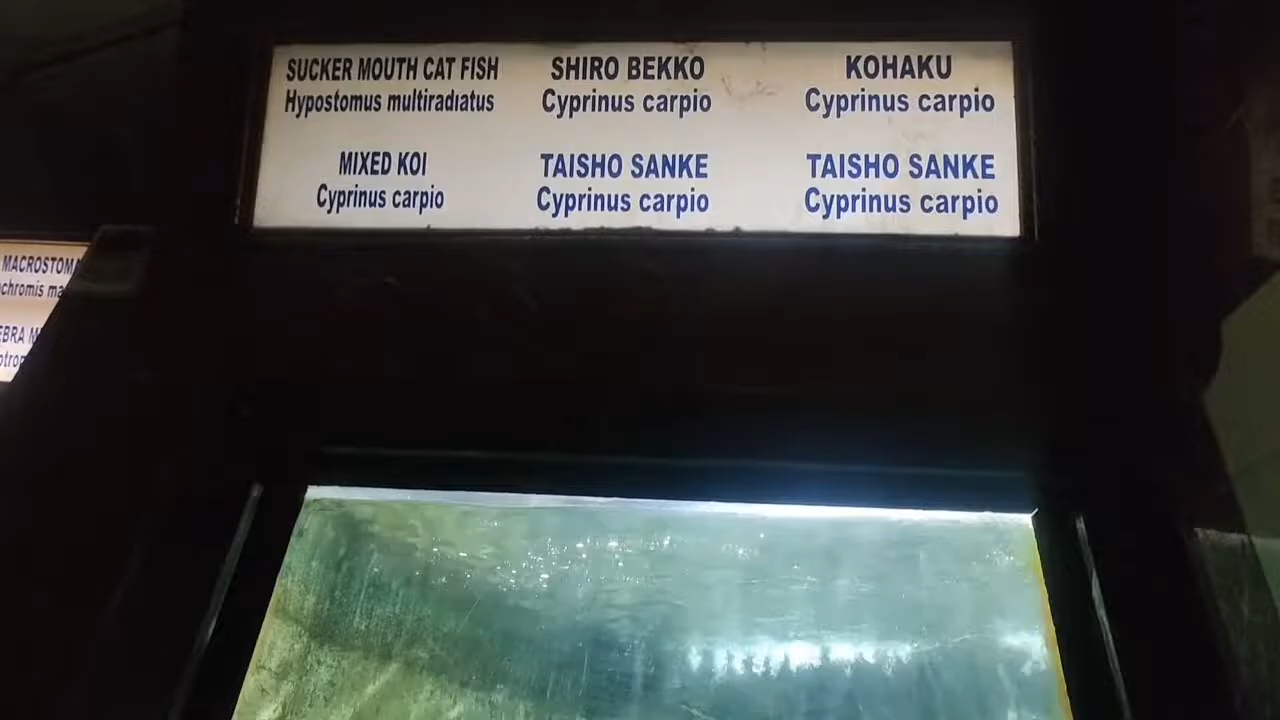 SUCKER MOUTH CAT FISH
Hypostomus multiradiatus
SHIRO BEKKO
Cyprinus carpio
KOHAKU
Cyprinus carpio
MIXED KOI
Cyprinus carpio
TAISHO SANKE
Cyprinus carpio
TAISHO SANKE
Cyprinus carpio
MACROSTOMA